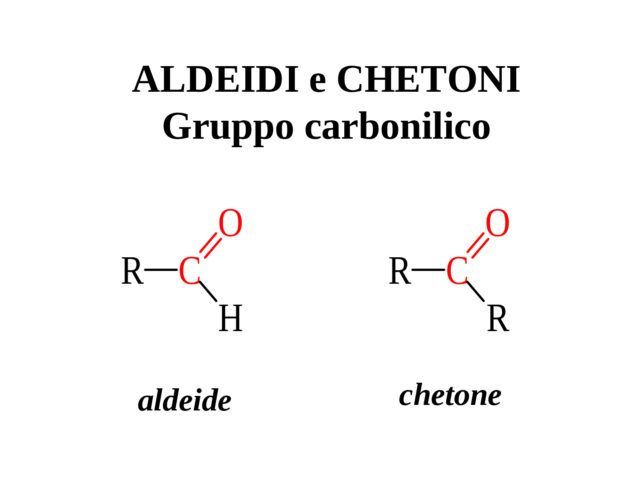 ALDEIDI e CHETONI
Gruppo carbonilico
O
R C
H
aldeide
O
R C
R
chetone